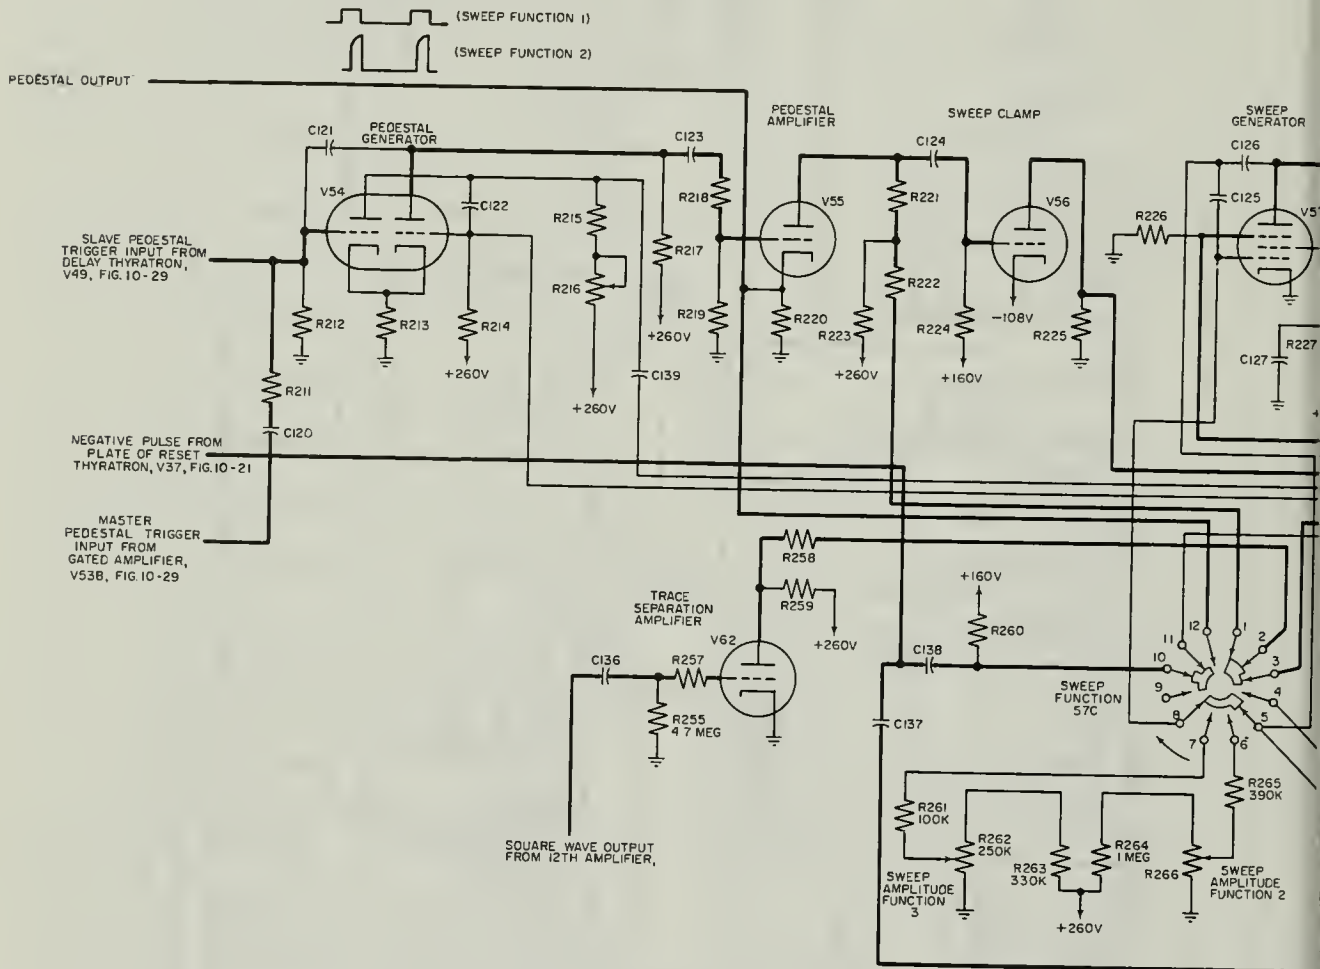 (SWEEP FUNCTION 1)
(SWEEP FUNCTION 2)
PEDESTAL OUTPUT
PEDESTAL
GENERATOR
PEDESTAL
AMPLIFIER
SWEEP CLAMP
SWEEP
GENERATOR
C121
C123
C124
C126
V54
C122
R218
V55
R221
V56
C125
R215
R226
SLAVE PEDESTAL
TRIGGER INPUT FROM
DELAY THYRATRON,
V49, FIG. 10-29
R217
R216
R222
R212
R213
R214
R219
R220
R223
R224
-108V
R225
R227
C127
+260V
+260V
+260V
+260V
+160V
C139
R211
C120
NEGATIVE PULSE FROM
PLATE OF RESET
THYRATRON, V37, FIG. 10-21
MASTER
PEDESTAL TRIGGER
INPUT FROM
GATED AMPLIFIER,
V53B, FIG. 10-29
R258
+160V
R259
TRACE
SEPARATION
AMPLIFIER
+260V
R260
V62
C136
R257
C138
R255
4.7 MEG
C137
SWEEP
FUNCTION
57C
12
1
11
2
10
3
9
4
8
5
7
6
R265
390K
R261
100K
R262
250K
R263
330K
R264
1 MEG
R266
SWEEP
AMPLITUDE
FUNCTION
3
SWEEP
AMPLITUDE
FUNCTION 2
+260V
SQUARE WAVE OUTPUT
FROM 12TH AMPLIFIER,